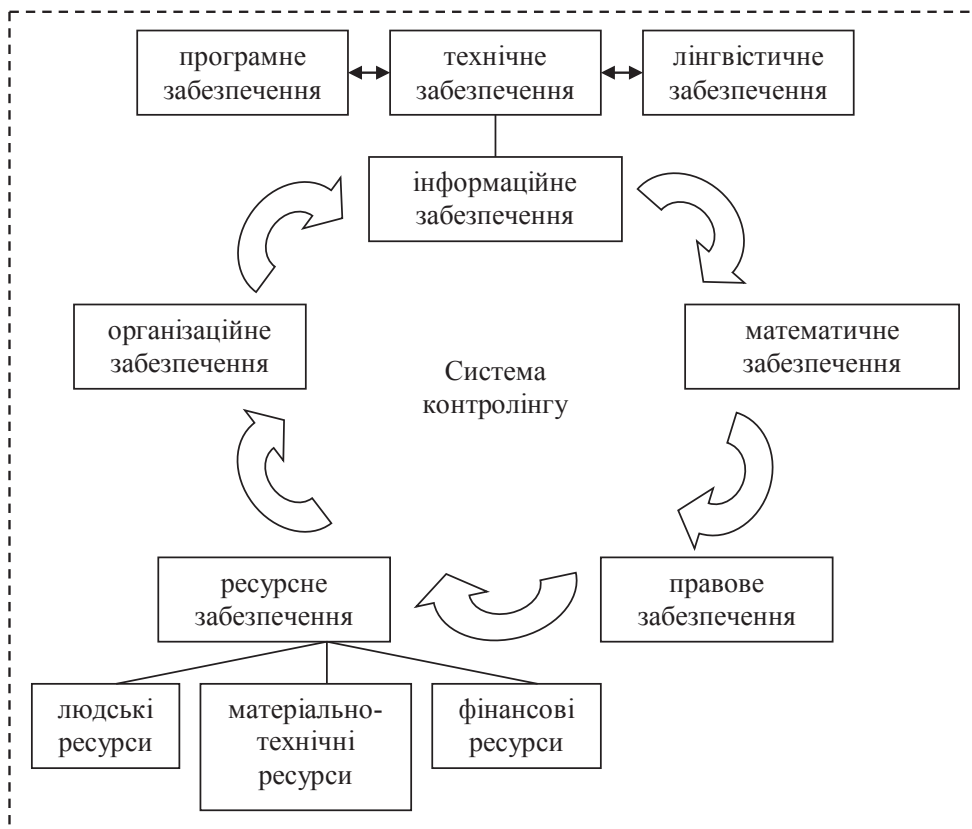 програмне
забезпечення
технічне
забезпечення
лінгвістичне
забезпечення
інформаційне
забезпечення
організаційне
забезпечення
математичне
забезпечення
Система
контролінгу
ресурсне
забезпечення
правове
забезпечення
людські
ресурси
матеріально-
технічні
ресурси
фінансові
ресурси